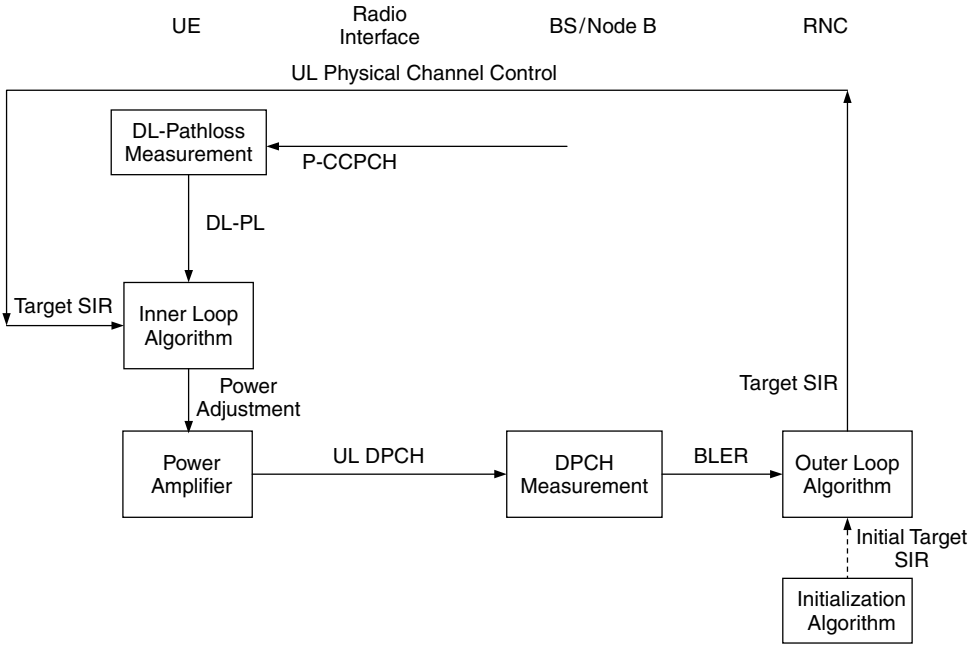 UE
Radio
Interface
BS/Node B
RNC
UL Physical Channel Control
DL-Pathloss
Measurement
P-CCPCH
DL-PL
Target SIR
Inner Loop
Algorithm
Power
Adjustment
Target SIR
Power
Amplifier
UL DPCH
DPCH
Measurement
BLER
Outer Loop
Algorithm
Initial Target
SIR
Initialization
Algorithm